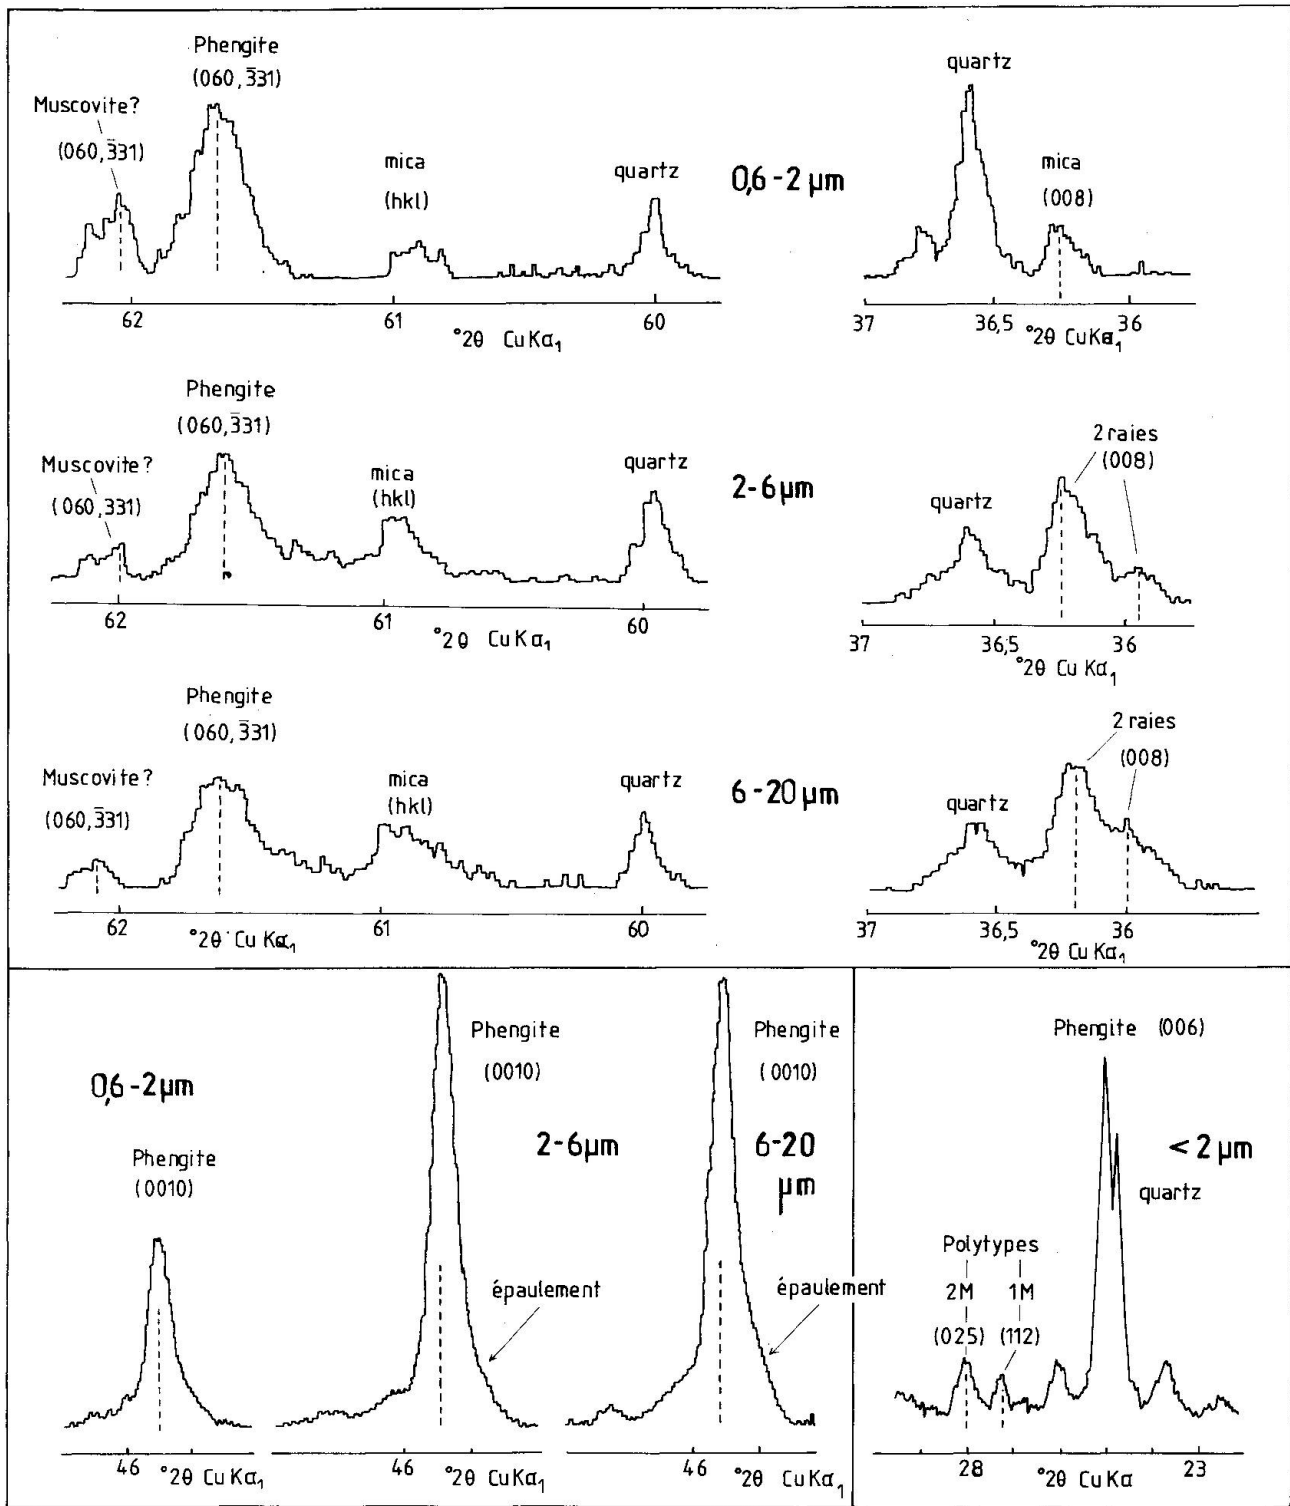 Phengite
(060,3̅31)
Muscovite?
(060,3̅31)
mica
(hkl)
quartz
0,6-2 µm
quartz
mica
(008)
62
61
60
°2θ CuKα₁
37
36,5
36
°2θ CuKα₁
Phengite
(060,3̅31)
Muscovite?
(060,331)
mica
(hkl)
quartz
2-6µm
quartz
2 raies
(008)
62
61
60
°2θ CuKα₁
37
36,5
36
°2θ CuKα₁
Phengite
(060,3̅31)
Muscovite?
(060,3̅31)
mica
(hkl)
quartz
6-20µm
quartz
2 raies
(008)
62
61
60
°2θ CuKα₁
37
36,5
36
°2θ CuKα₁
0,6-2µm
Phengite
(0010)
46
°2θ CuKα₁
Phengite
(0010)
2-6µm
épaulement
46
°2θ CuKα₁
Phengite
(0010)
6-20
µm
épaulement
46
°2θ CuKα₁
Phengite (006)
< 2 µm
quartz
Polytypes
2M 1M
(025) (112)
28
23
°2θ CuKα